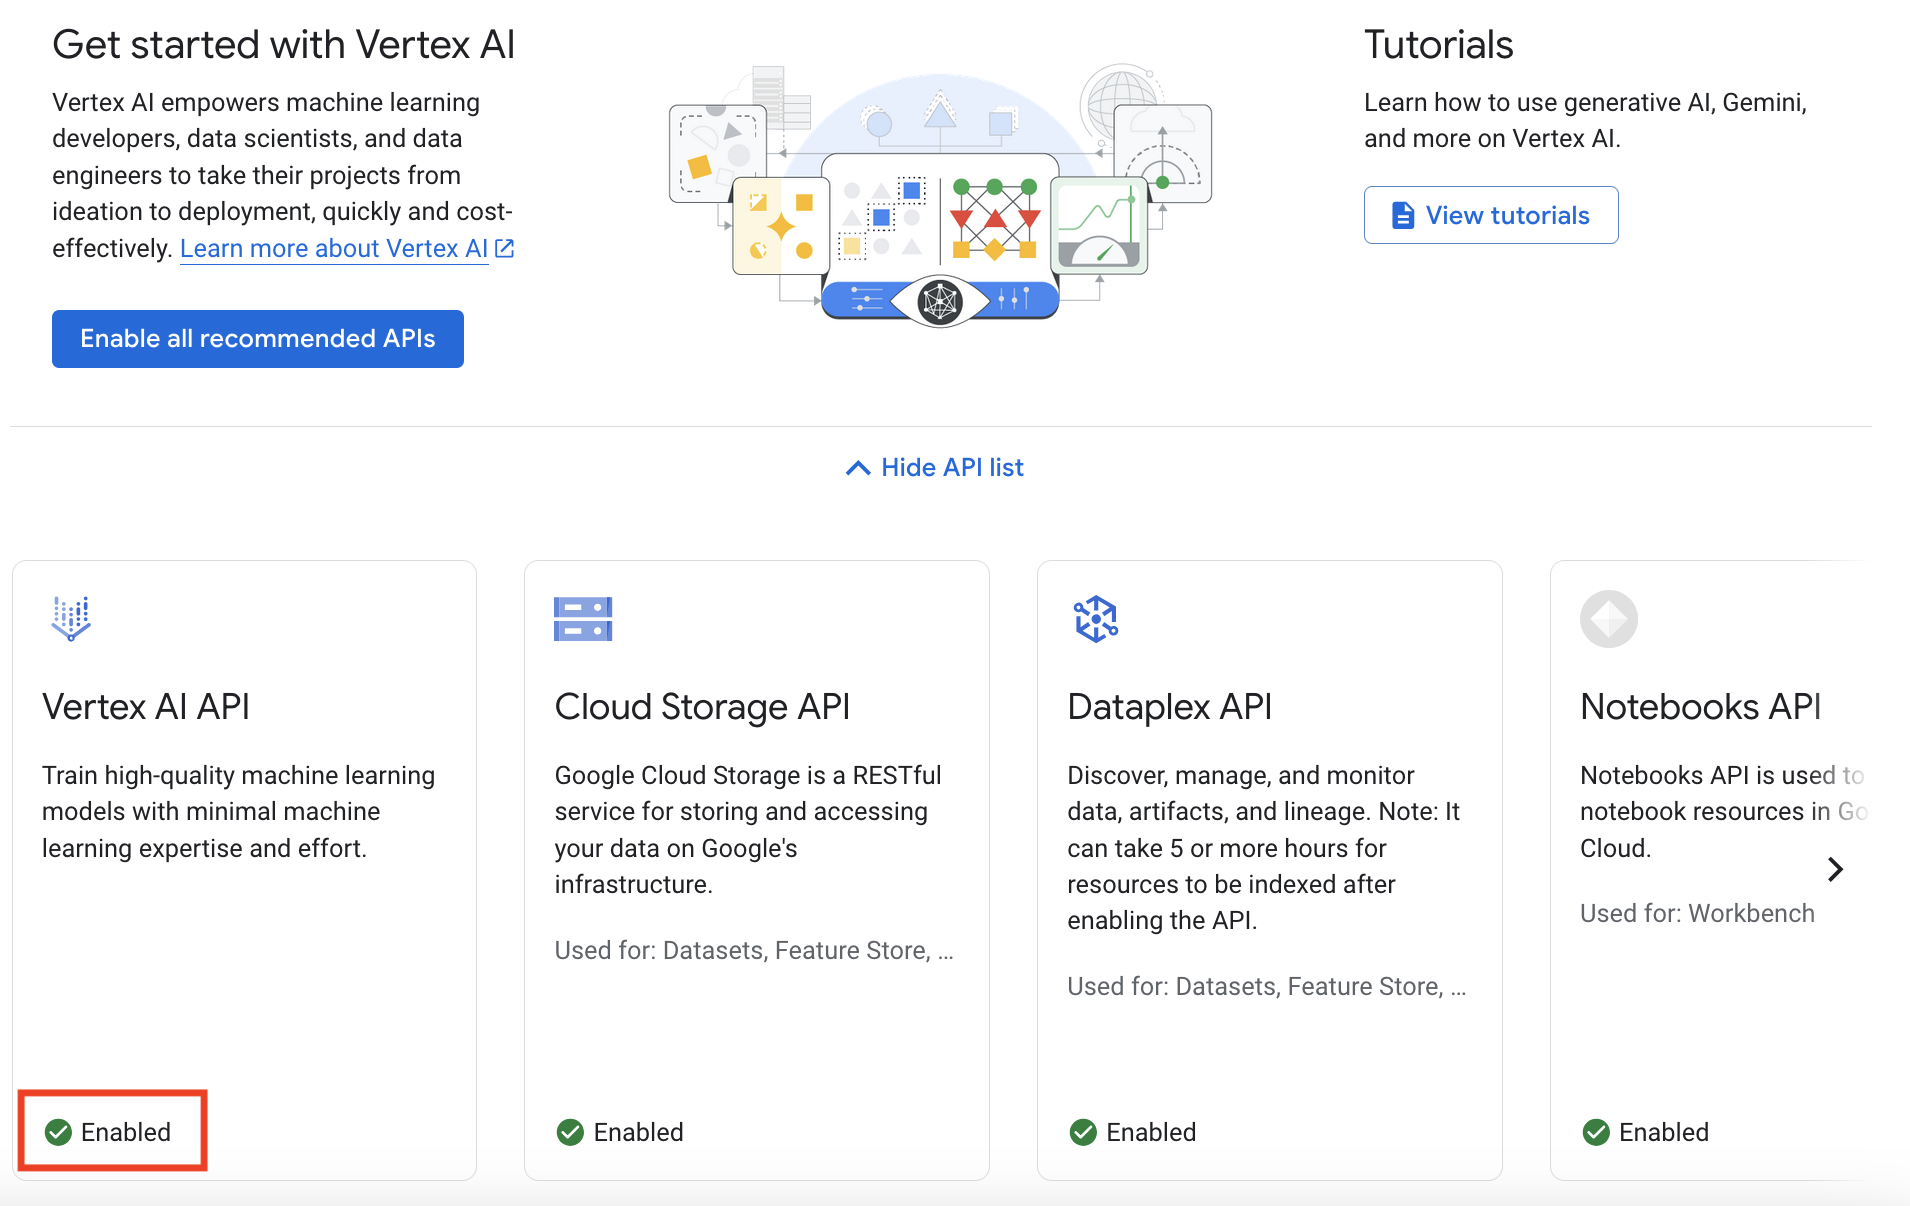 Get started with Vertex AI
Vertex AI empowers machine learning
developers, data scientists, and data
engineers to take their projects from
ideation to deployment, quickly and cost-
effectively. Learn more about Vertex AI
Enable all recommended APIs
Tutorials
Learn how to use generative AI, Gemini,
and more on Vertex AI.
View tutorials
Hide API list
Vertex AI API
Train high-quality machine learning
models with minimal machine
learning expertise and effort.
Enabled
Cloud Storage API
Google Cloud Storage is a RESTful
service for storing and accessing
your data on Google's
infrastructure.
Used for: Datasets, Feature Store, ...
Enabled
Dataplex API
Discover, manage, and monitor
data, artifacts, and lineage. Note: It
can take 5 or more hours for
resources to be indexed after
enabling the API.
Used for: Datasets, Feature Store, ...
Enabled
Notebooks API
Notebooks API is used to
notebook resources in Go
Cloud.
Used for: Workbench
Enabled